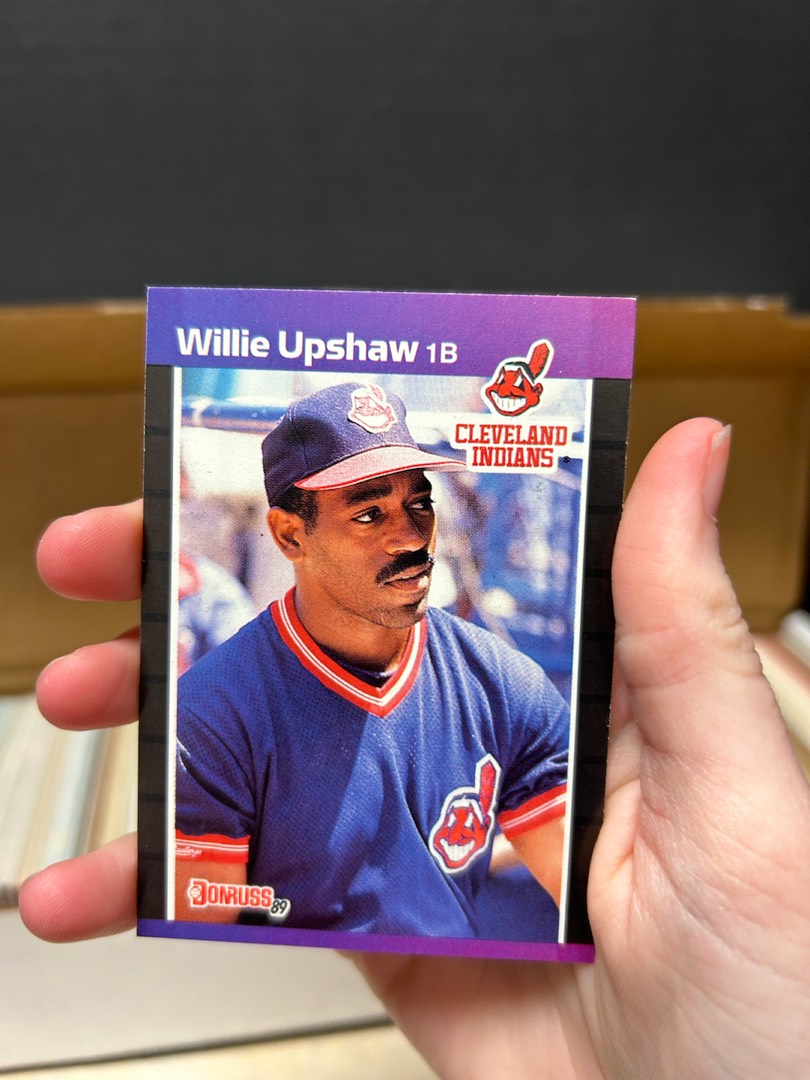 Willie Upshaw 1B
CLEVELAND
INDIANS
DONRUSS 89